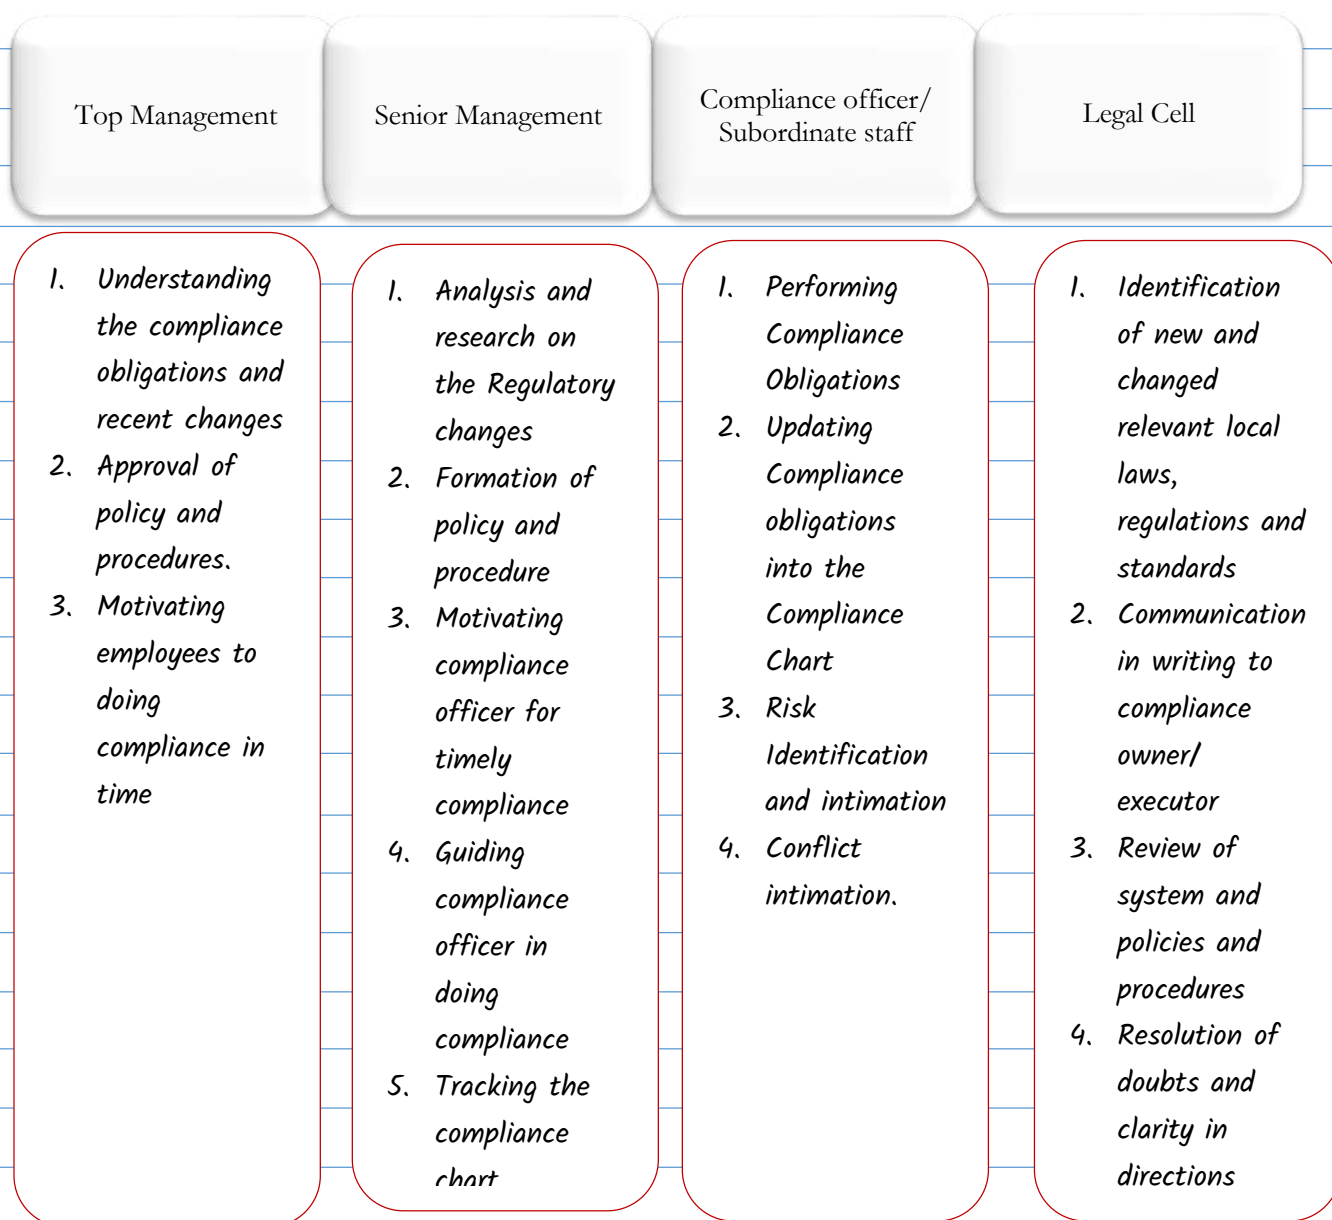 Top Management
Senior Management
Compliance officer/
Subordinate staff
Legal Cell
1. Understanding
the compliance
obligations and
recent changes
2. Approval of
policy and
procedures.
3. Motivating
employees to
doing
compliance in
time
1. Analysis and
research on
the Regulatory
changes
2. Formation of
policy and
procedure
3. Motivating
compliance
officer for
timely
compliance
4. Guiding
compliance
officer in
doing
compliance
5. Tracking the
compliance
chart
1. Performing
Compliance
Obligations
2. Updating
Compliance
obligations
into the
Compliance
Chart
3. Risk
Identification
and intimation
4. Conflict
intimation.
1. Identification
of new and
changed
relevant local
laws,
regulations and
standards
2. Communication
in writing to
compliance
owner/
executor
3. Review of
system and
policies and
procedures
4. Resolution of
doubts and
clarity in
directions